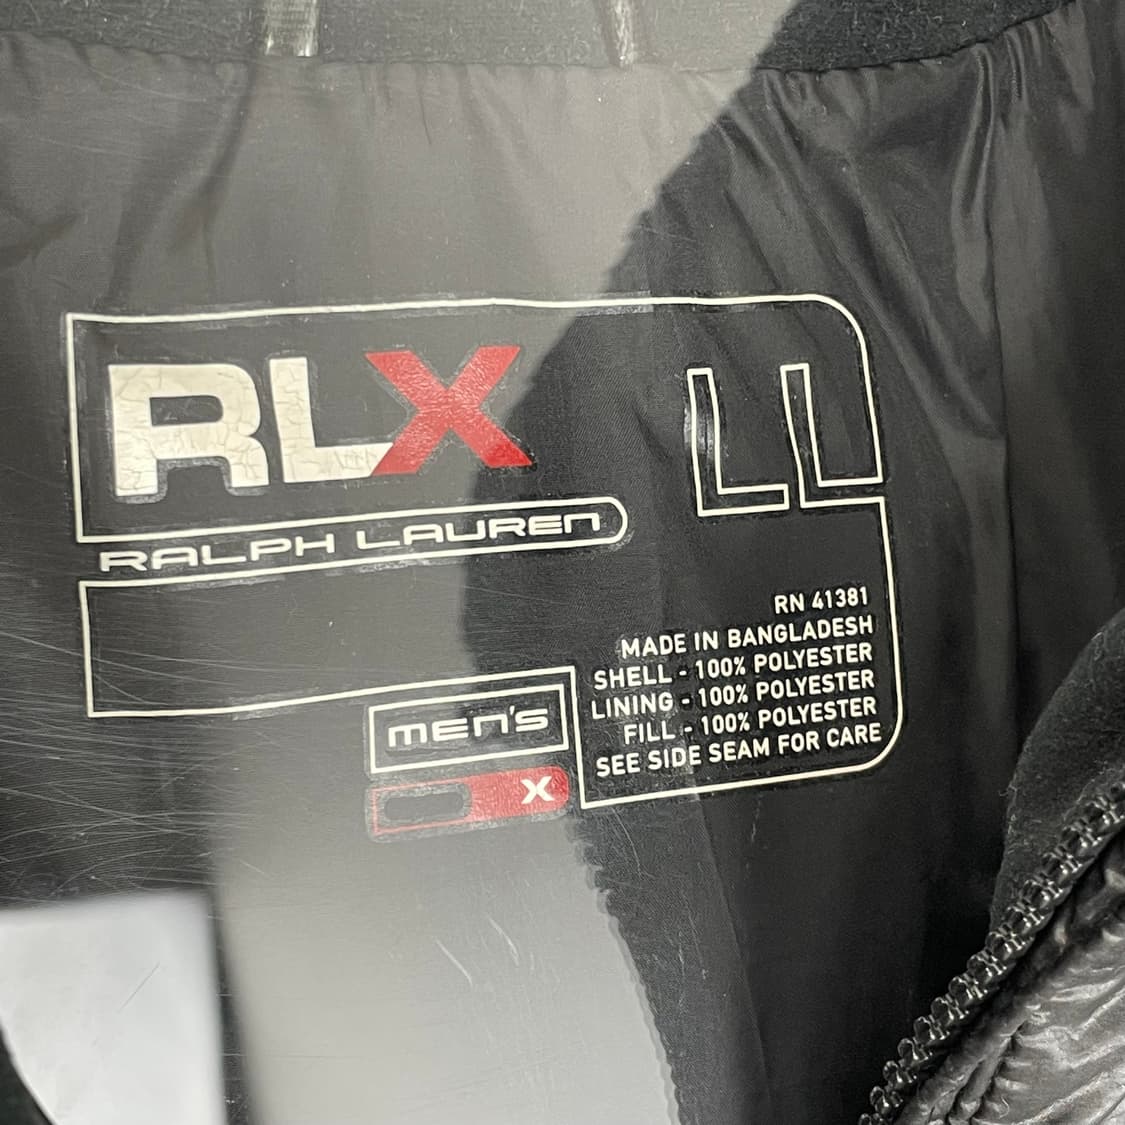 RLX
LL
RALPH LAUREN
RN 41381
MADE IN BANGLADESH
SHELL - 100% POLYESTER
LINING - 100% POLYESTER
FILL - 100% POLYESTER
SEE SIDE SEAM FOR CARE
MEN'S
X